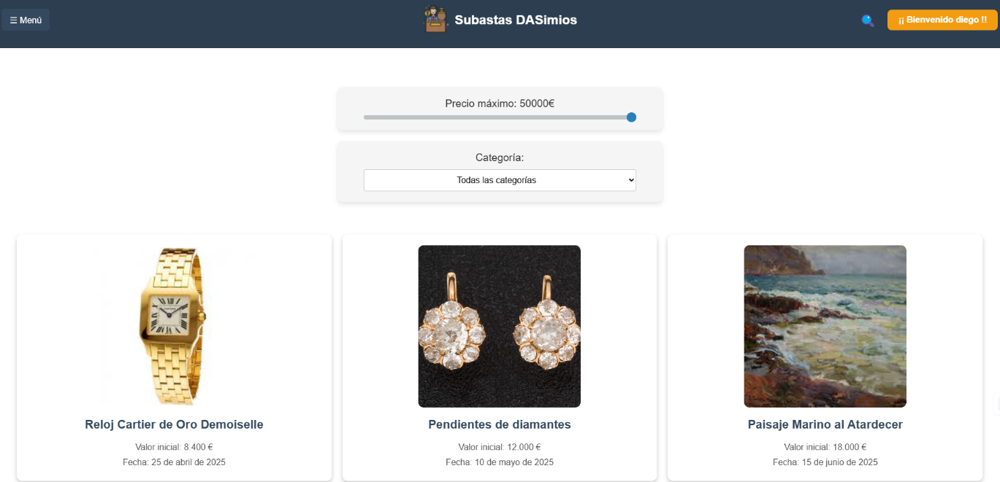 ☰ Menú
Subastas DASimios
¡¡ Bienvenido diego !!
Precio máximo: 50000€
Categoría:
Todas las categorías
Reloj Cartier de Oro Demoiselle
Valor inicial: 8.400 €
Fecha: 25 de abril de 2025
Pendientes de diamantes
Valor inicial: 12.000 €
Fecha: 10 de mayo de 2025
Paisaje Marino al Atardecer
Valor inicial: 18.000 €
Fecha: 15 de junio de 2025